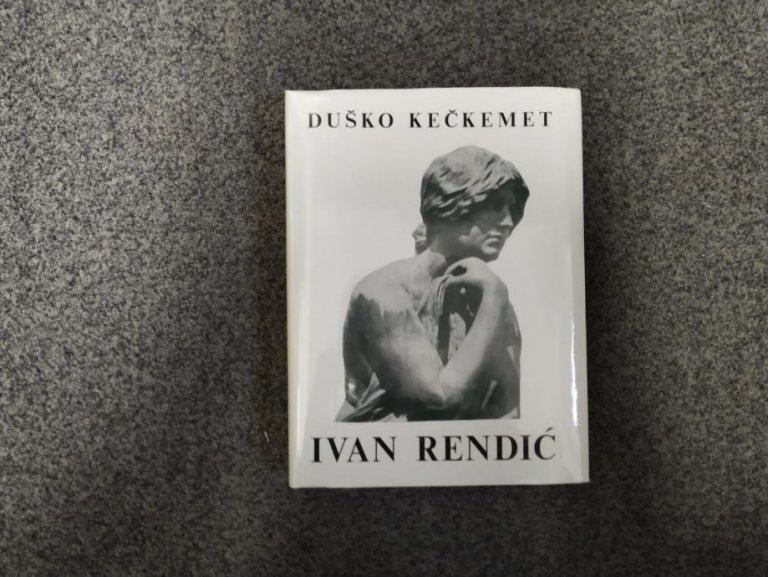 DUŠKO KEČKEMET
IVAN RENDIĆ